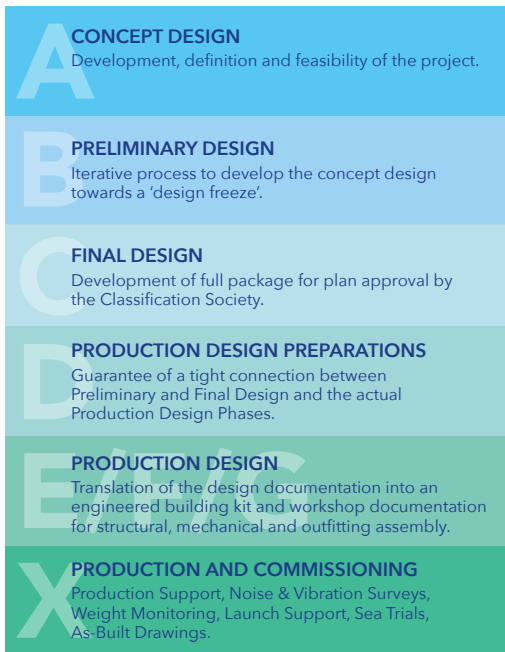 A
CONCEPT DESIGN
Development, definition and feasibility of the project.
B
PRELIMINARY DESIGN
Iterative process to develop the concept design
towards a ‘design freeze’.
C
FINAL DESIGN
Development of full package for plan approval by
the Classification Society.
D
PRODUCTION DESIGN PREPARATIONS
Guarantee of a tight connection between
Preliminary and Final Design and the actual
Production Design Phases.
E/F/G
PRODUCTION DESIGN
Translation of the design documentation into an
engineered building kit and workshop documentation
for structural, mechanical and outfitting assembly.
X
PRODUCTION AND COMMISSIONING
Production Support, Noise & Vibration Surveys,
Weight Monitoring, Launch Support, Sea Trials,
As-Built Drawings.